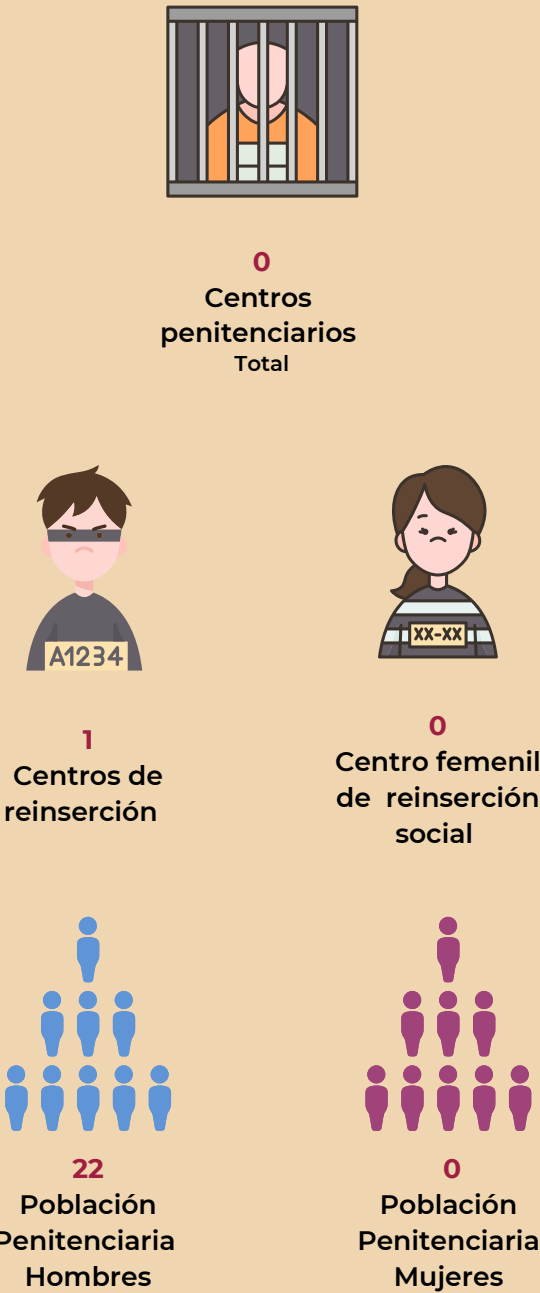 0
Centros
penitenciarios
Total
A1234
XX-XX
1
Centros de
reinserción
0
Centro femenil
de reinserción
social
22
Población
Penitenciaria
Hombres
0
Población
Penitenciaria
Mujeres